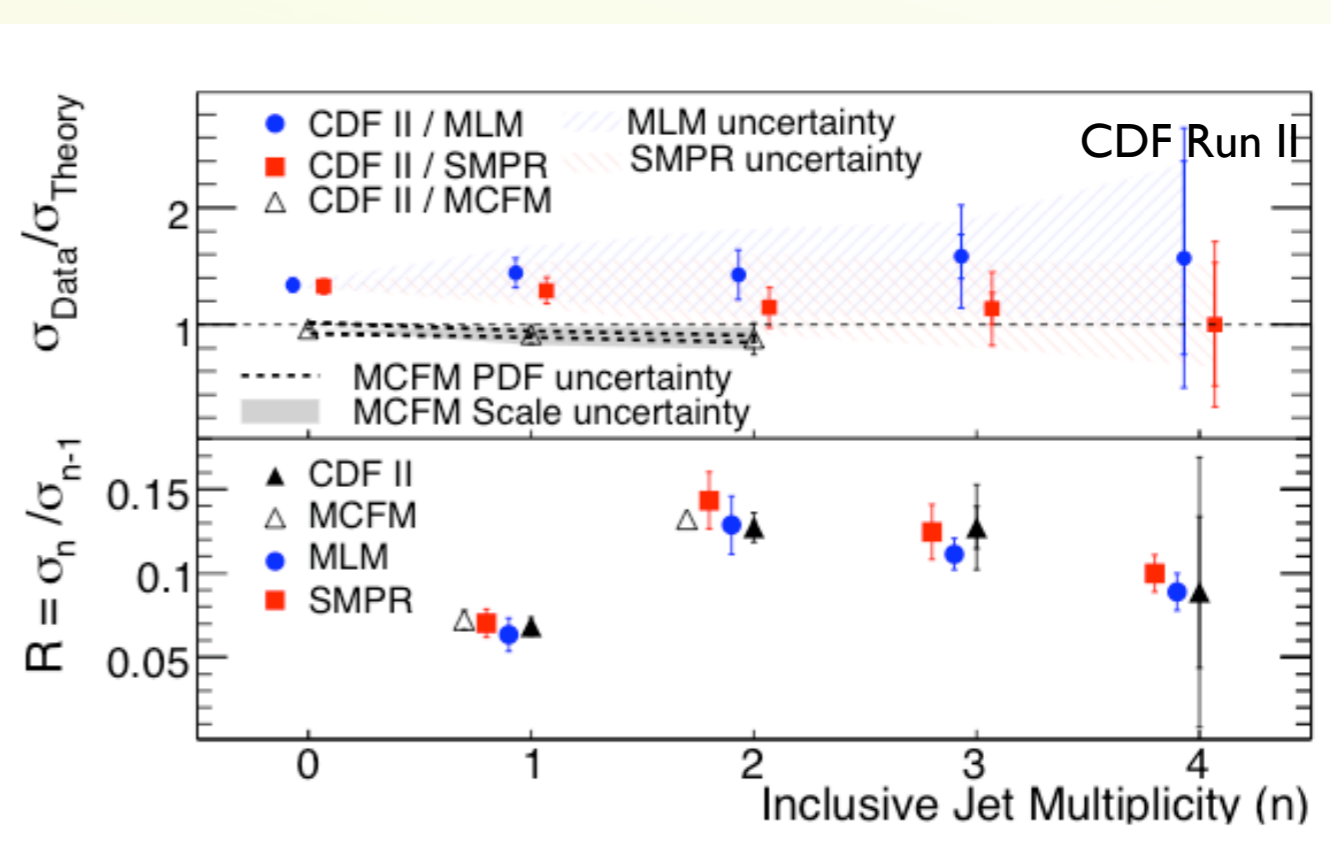 CDF II / MLM
CDF II / SMPR
CDF II / MCFM
MLM uncertainty
SMPR uncertainty
CDF Run II
σData/σTheory
2
1
MCFM PDF uncertainty
MCFM Scale uncertainty
CDF II
MCFM
MLM
SMPR
R = σn /σn-1
0.15
0.1
0.05
0 1 2 3 4
Inclusive Jet Multiplicity (n)